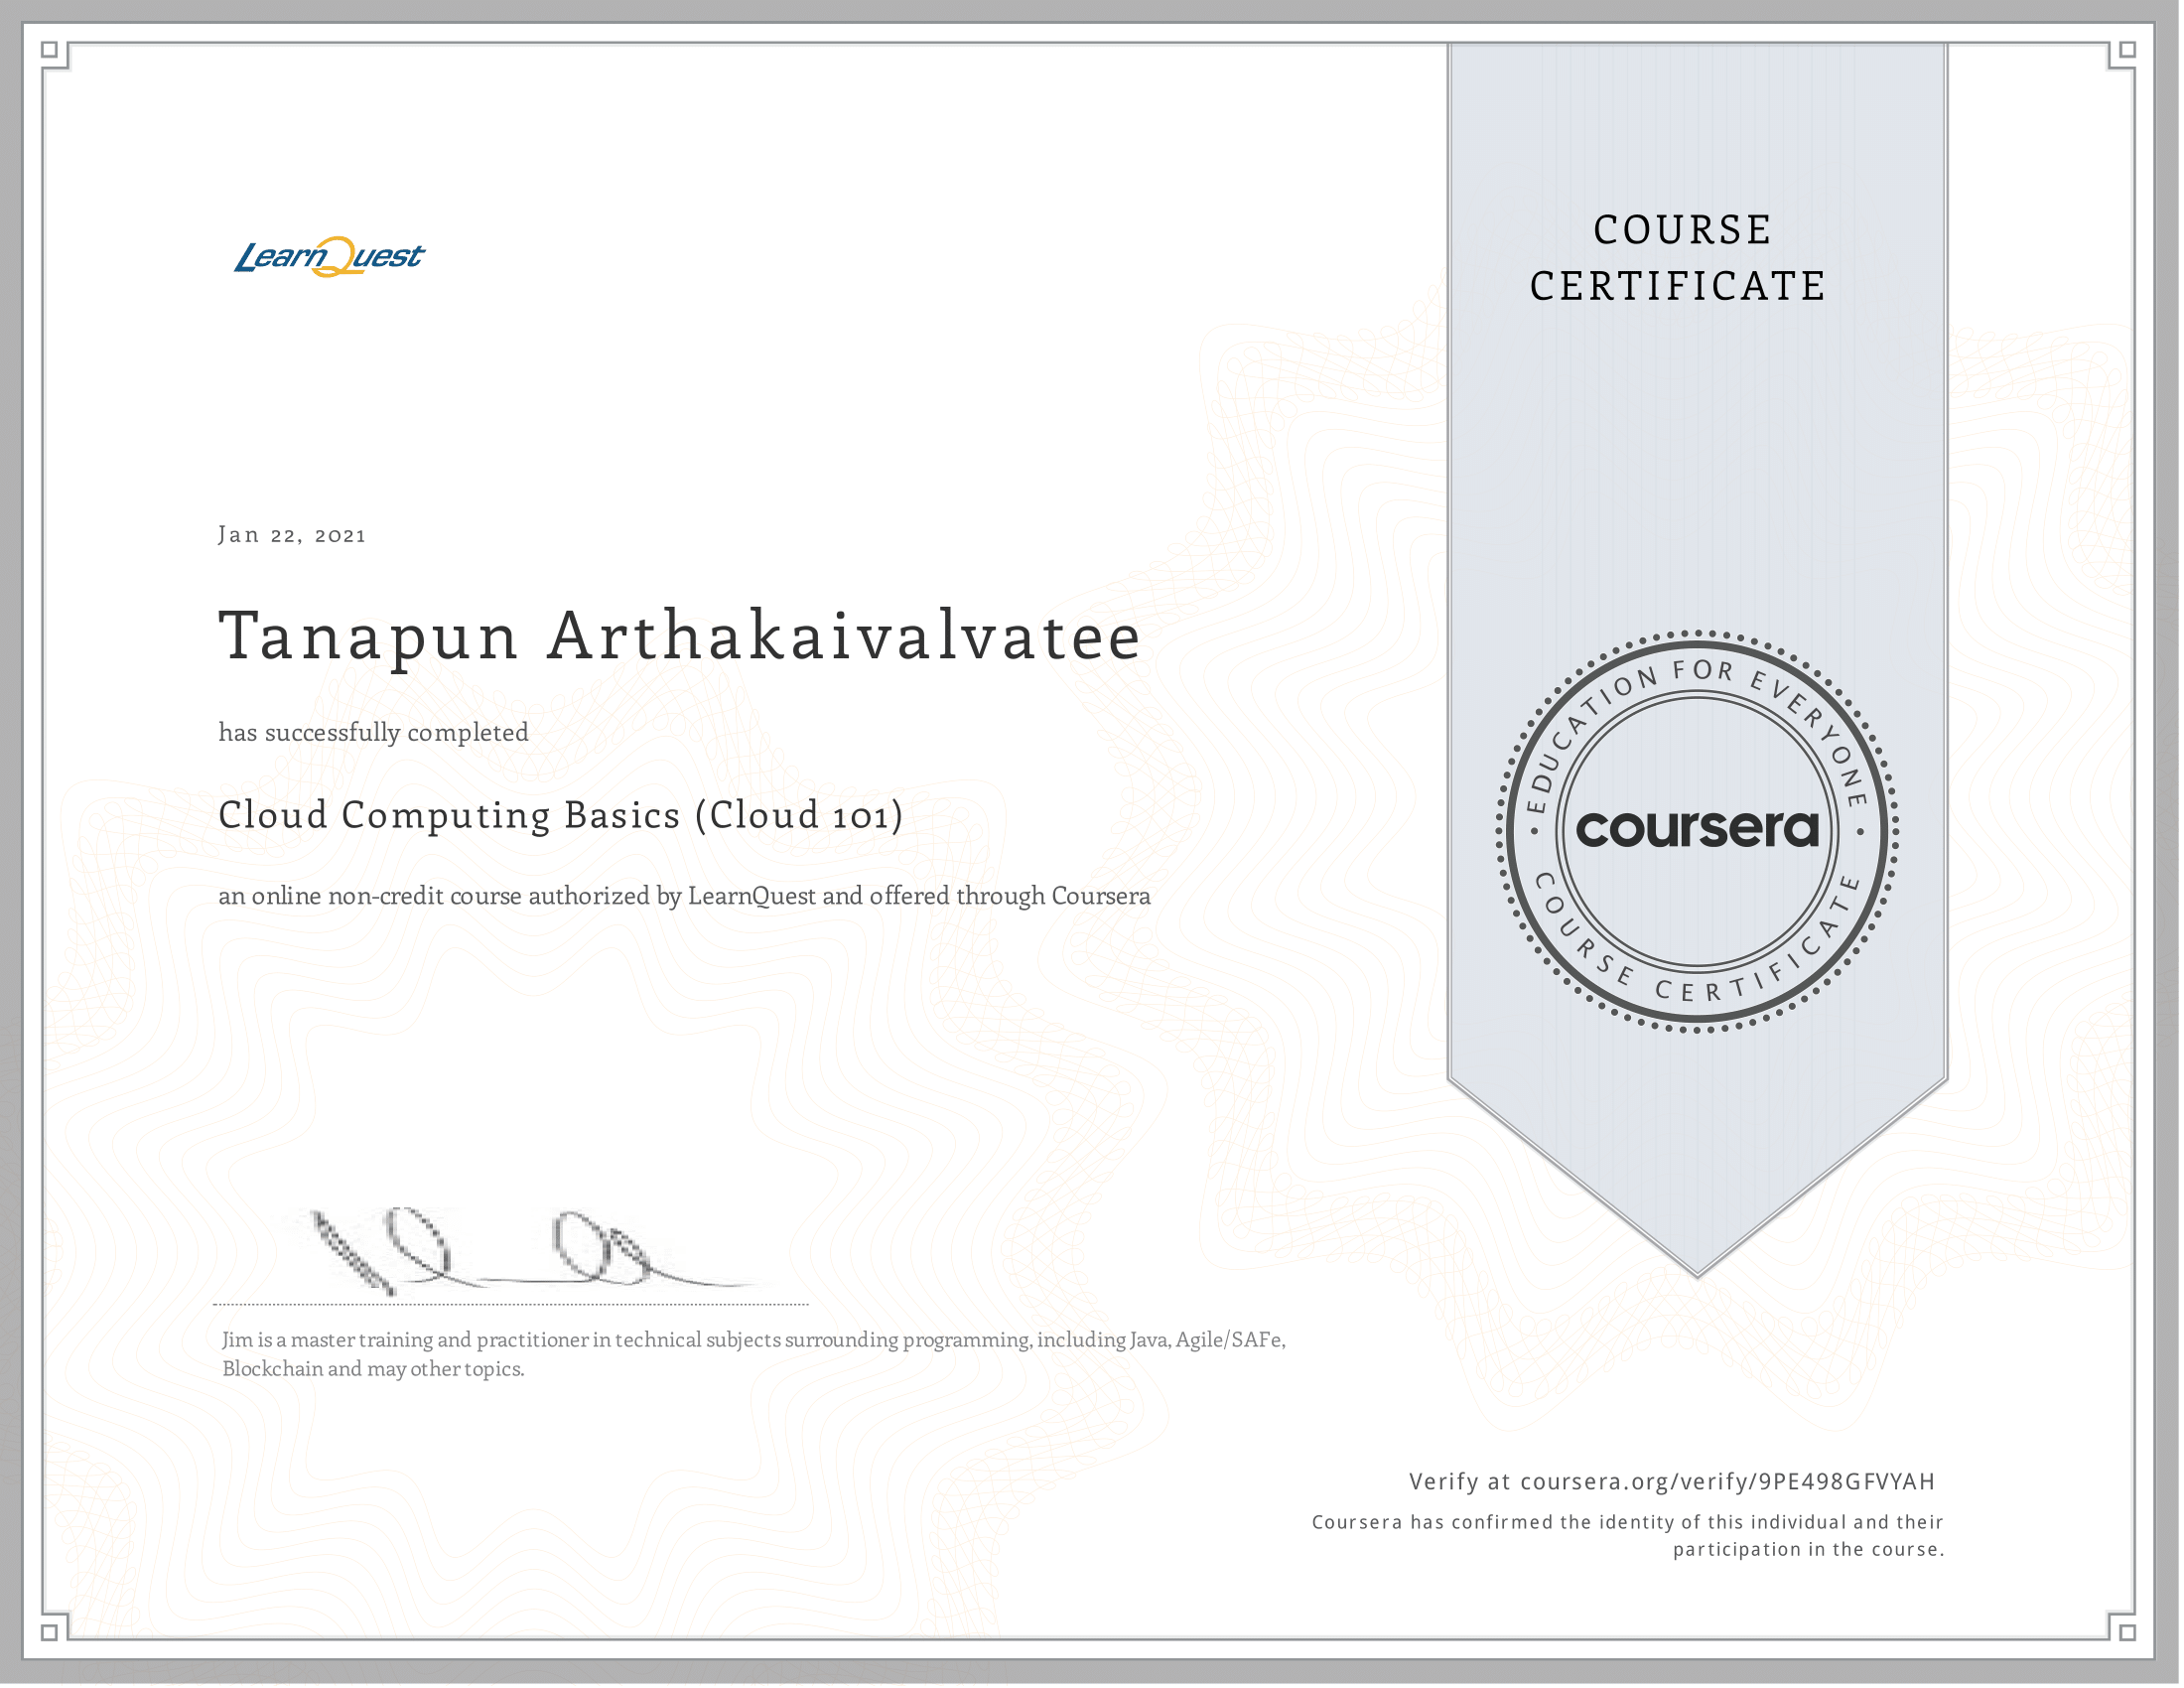 LearnQuest
COURSE
CERTIFICATE
Jan 22, 2021
Tanapun Arthakaivalvatee
has successfully completed
Cloud Computing Basics (Cloud 101)
an online non-credit course authorized by LearnQuest and offered through Coursera
EDUCATION FOR EVERYONE
coursera
COURSE CERTIFICATE
Jim is a master training and practitioner in technical subjects surrounding programming, including Java, Agile/SAFe,
Blockchain and may other topics.
Verify at coursera.org/verify/9PE498GFVYAH
Coursera has confirmed the identity of this individual and their
participation in the course.